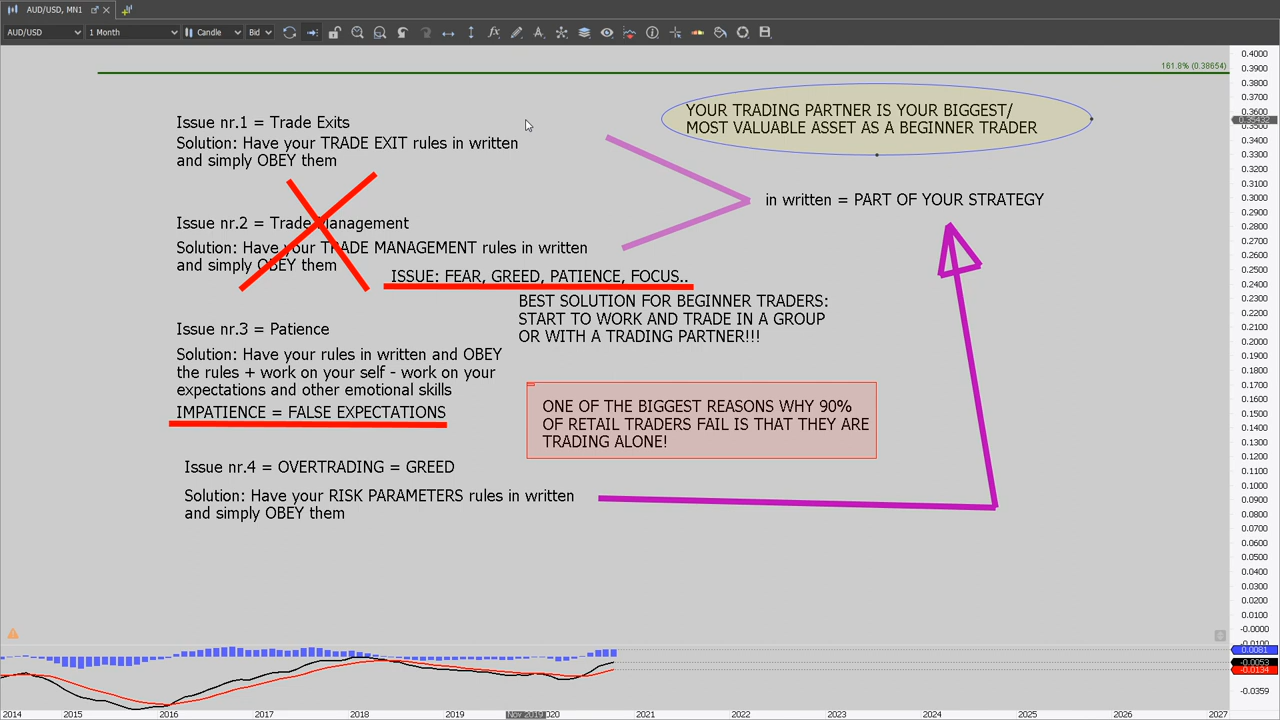 AUD/USD, MN1
AUD/USD
1 Month
Candle
Bid
161.8% (0.38654)
YOUR TRADING PARTNER IS YOUR BIGGEST/
MOST VALUABLE ASSET AS A BEGINNER TRADER
Issue nr.1 = Trade Exits
Solution: Have your TRADE EXIT rules in written
and simply OBEY them
in written = PART OF YOUR STRATEGY
Issue nr.2 = Trade Management
Solution: Have your TRADE MANAGEMENT rules in written
and simply OBEY them
ISSUE: FEAR, GREED, PATIENCE, FOCUS..
BEST SOLUTION FOR BEGINNER TRADERS:
START TO WORK AND TRADE IN A GROUP
OR WITH A TRADING PARTNER!!!
Issue nr.3 = Patience
Solution: Have your rules in written and OBEY
the rules + work on your self - work on your
expectations and other emotional skills
IMPATIENCE = FALSE EXPECTATIONS
ONE OF THE BIGGEST REASONS WHY 90%
OF RETAIL TRADERS FAIL IS THAT THEY ARE
TRADING ALONE!
Issue nr.4 = OVERTRADING = GREED
Solution: Have your RISK PARAMETERS rules in written
and simply OBEY them
0.4000
0.3900
0.3800
0.3700
0.3600
0.35432
0.3500
0.3400
0.3300
0.3200
0.3100
0.3000
0.2900
0.2800
0.2700
0.2600
0.2500
0.2400
0.2300
0.2200
0.2100
0.2000
0.1900
0.1800
0.1700
0.1600
0.1500
0.1400
0.1300
0.1200
0.1100
0.1000
0.0900
0.0800
0.0700
0.0600
0.0500
0.0400
0.0300
0.0200
0.0100
-0.0000
-0.0100
0.0081
-0.0053
-0.0134
-0.0359
2014 2015 2016 2017 2018 2019 Nov 2019 020 2021 2022 2023 2024 2025 2026 2027